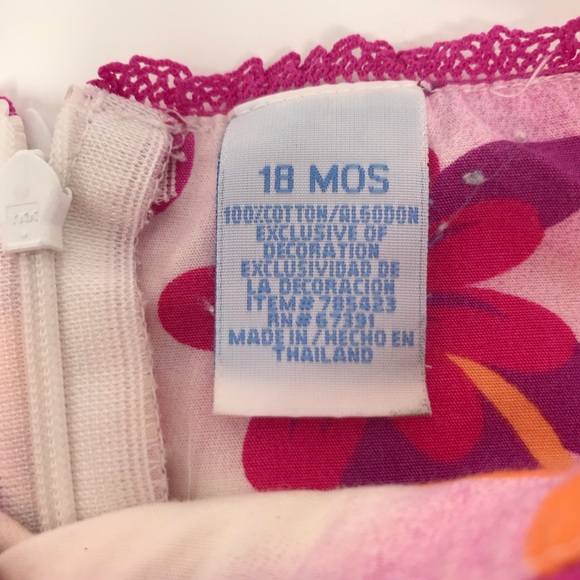 18 MOS
100%COTTON/ALGODON
EXCLUSIVE OF
DECORATION
EXCLUSIVIDAD DE
LA DECORACION
ITEM# 785423
RN# 67391
MADE IN/HECHO EN
THAILAND